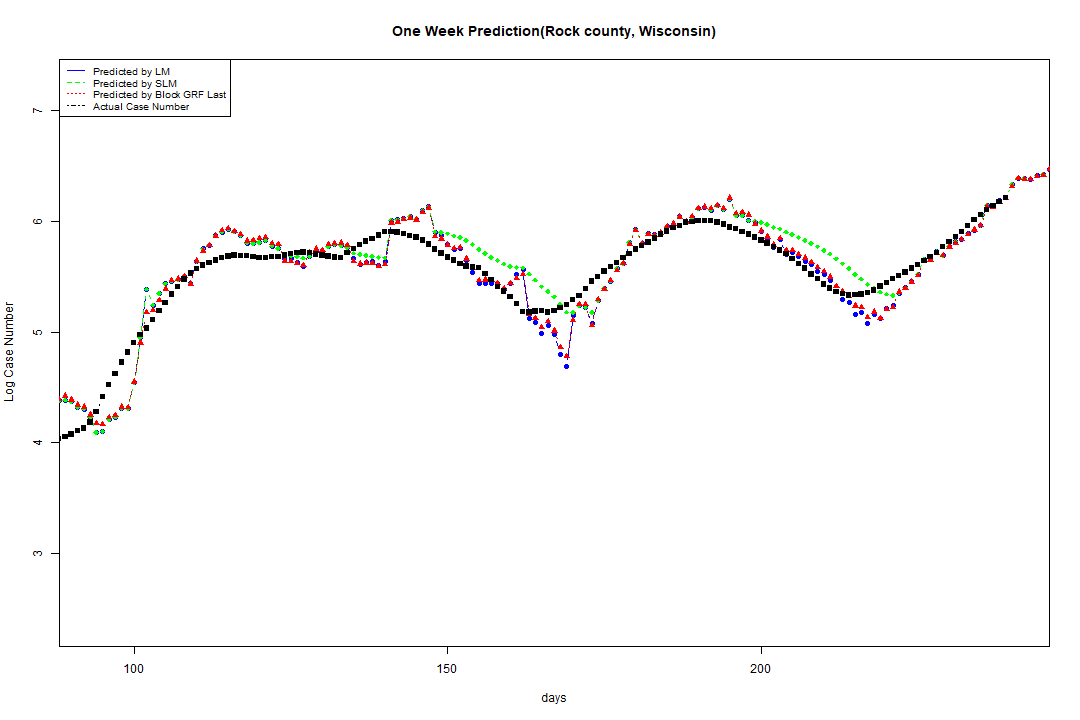 One Week Prediction(Rock county, Wisconsin)
Predicted by LM
Predicted by SLM
Predicted by Block GRF Last
Actual Case Number
7
6
5
4
3
Log Case Number
100 150 200
days